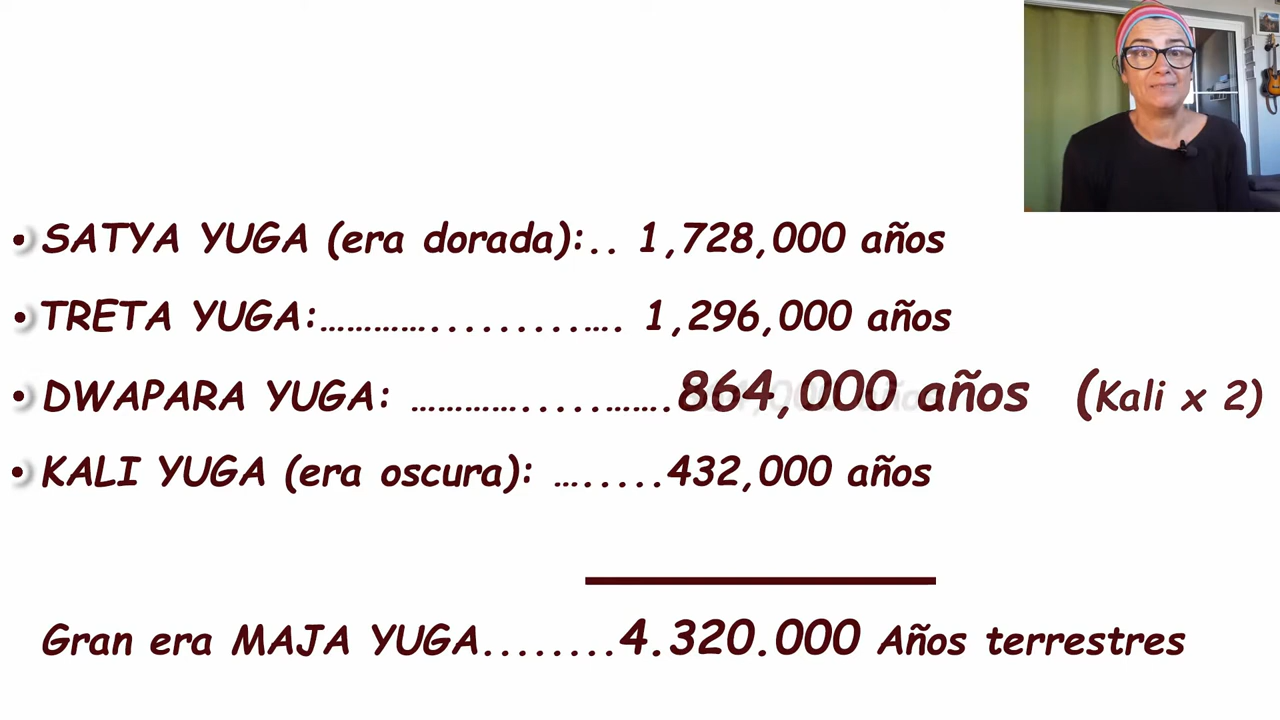 • SATYA YUGA (era dorada):.. 1,728,000 años
• TRETA YUGA:…………..........…. 1,296,000 años
• DWAPARA YUGA: ………….....…….864,000 años (Kali x 2)
• KALI YUGA (era oscura): ….....432,000 años
Gran era MAJA YUGA........4.320.000 Años terrestres